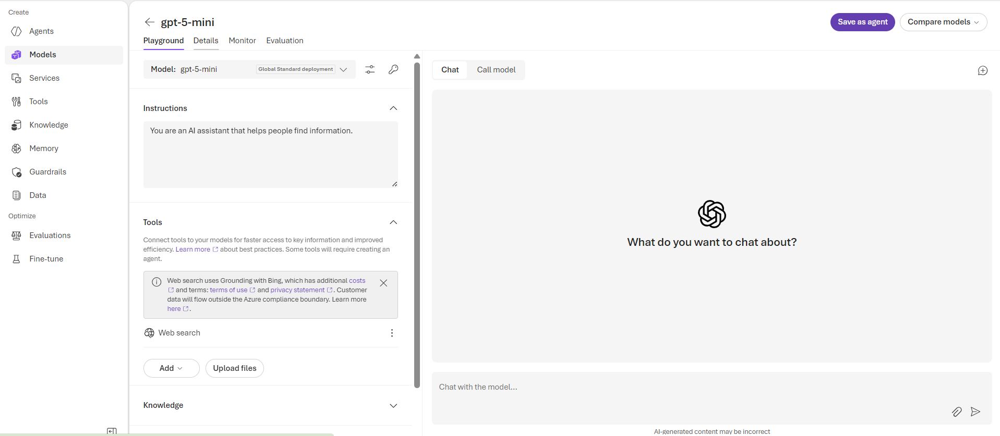 Create
Agents
Models
Services
Tools
Knowledge
Memory
Guardrails
Data
Optimize
Evaluations
Fine-tune
gpt-5-mini
Save as agent
Compare models
Playground Details Monitor Evaluation
Model: gpt-5-mini Global Standard deployment
Instructions
You are an AI assistant that helps people find information.
Tools
Connect tools to your models for faster access to key information and improved
efficiency. Learn more about best practices. Some tools will require creating an
agent.
Web search uses Grounding with Bing, which has additional costs
and terms: terms of use and privacy statement . Customer
data will flow outside the Azure compliance boundary. Learn more
here .
Web search
Add Upload files
Knowledge
Chat Call model
What do you want to chat about?
Chat with the model...
AI-generated content may be incorrect